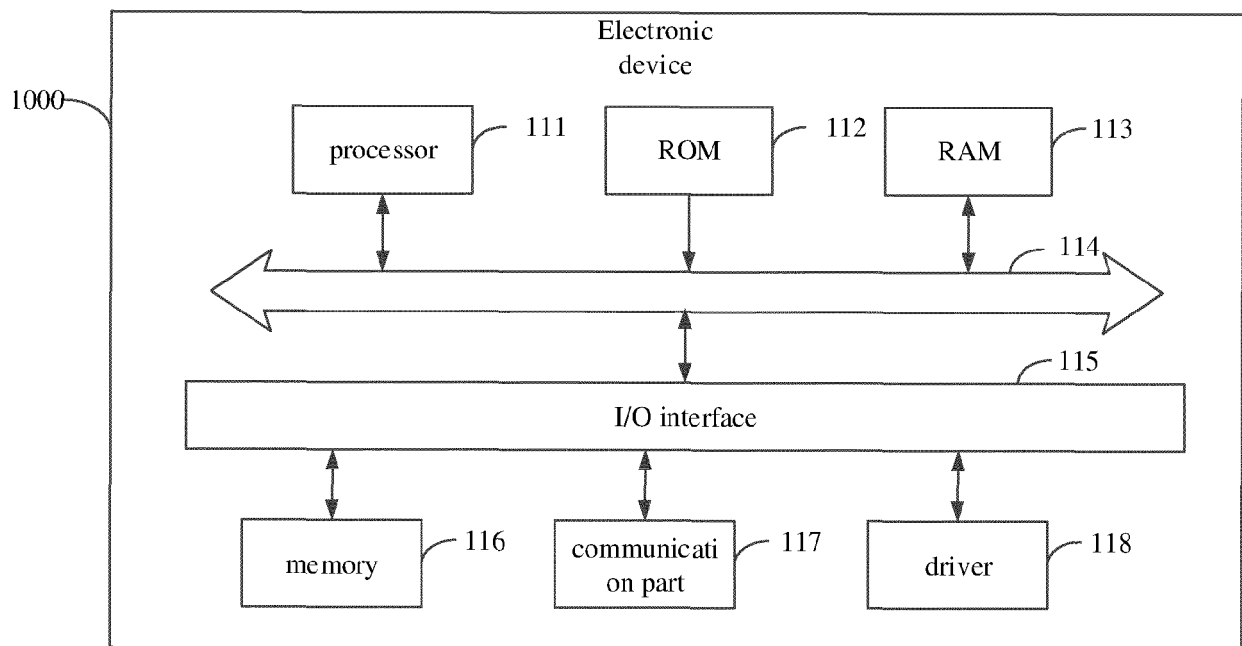 Electronic
device
1000
processor
111
ROM
112
RAM
113
114
115
I/O interface
memory
116
communicati
on part
117
driver
118